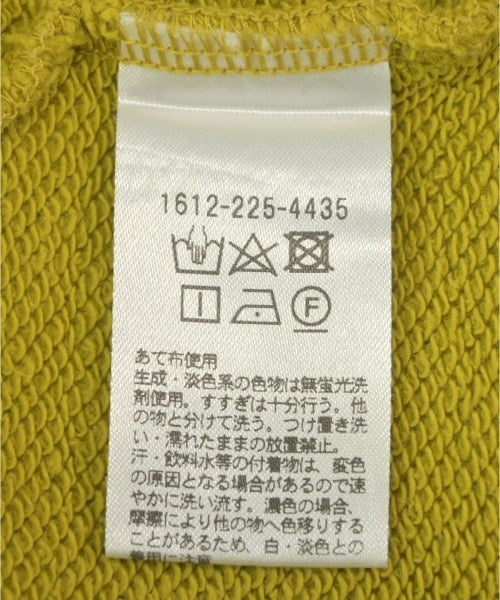 1612-225-4435
F
あて布使用
生成・淡色系の色物は無蛍光洗
剤使用。すすぎは十分行う。他
の物と分けて洗う。つけ置き洗
い・濡れたままの放置禁止。
汗・飲料水等の付着物は、変色
の原因となる場合があるので速
やかに洗い流す。濃色の場合、
摩擦により他の物へ色移りする
ことがあるため、白・淡色との
着用に注意